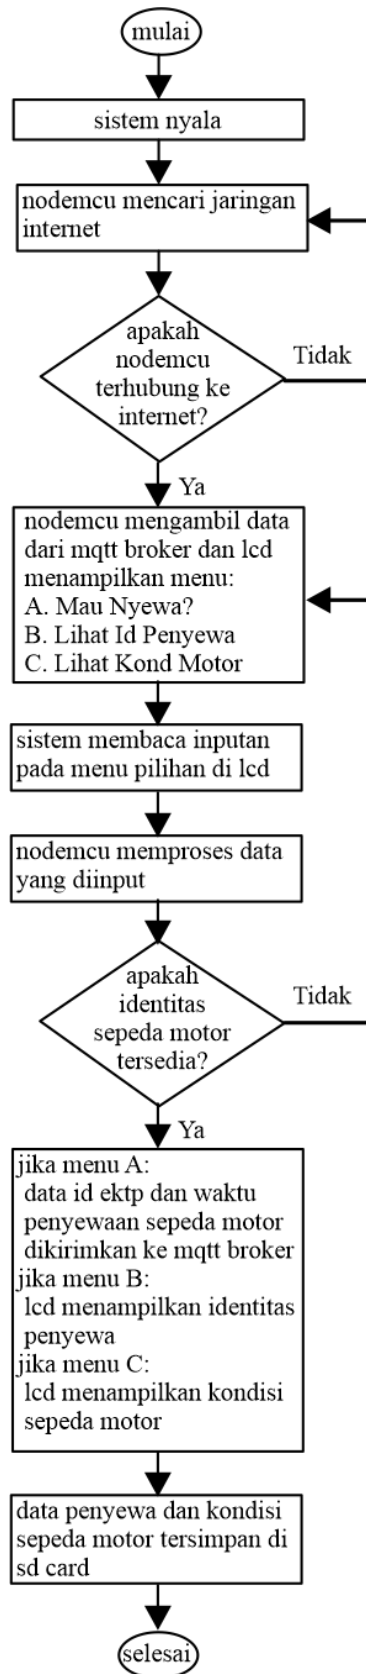 mulai
sistem nyala
nodemcu mencari jaringan
internet
apakah
nodemcu
terhubung ke
internet?
Tidak
Ya
nodemcu mengambil data
dari mqtt broker dan lcd
menampilkan menu:
A. Mau Nyewa?
B. Lihat Id Penyewa
C. Lihat Kond Motor
sistem membaca inputan
pada menu pilihan di lcd
nodemcu memproses data
yang diinput
apakah
identitas
sepeda motor
tersedia?
Tidak
Ya
jika menu A:
data id ektp dan waktu
penyewaan sepeda motor
dikirimkan ke mqtt broker
jika menu B:
lcd menampilkan identitas
penyewa
jika menu C:
lcd menampilkan kondisi
sepeda motor
data penyewa dan kondisi
sepeda motor tersimpan di
sd card
selesai